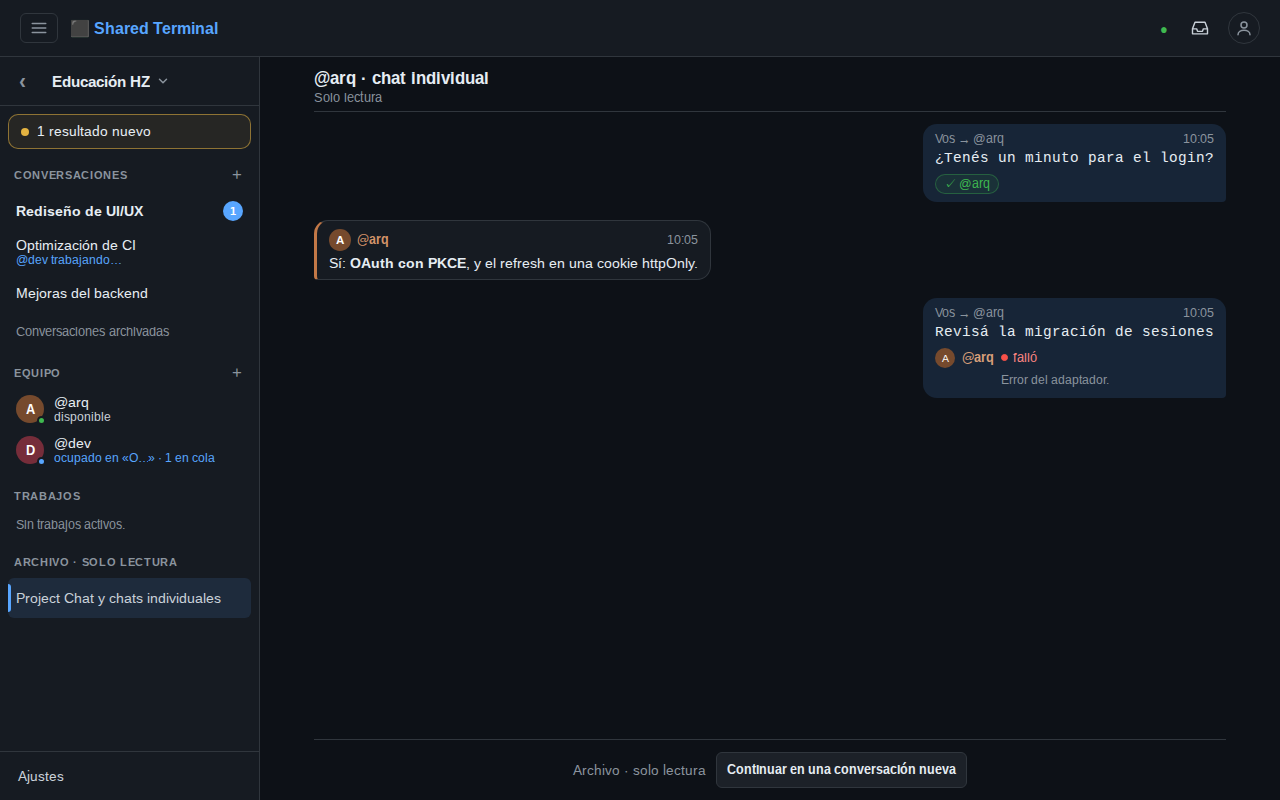 Shared Terminal
Educación HZ
1 resultado nuevo
CONVERSACIONES +
Rediseño de UI/UX 1
Optimización de CI
@dev trabajando…
Mejoras del backend
Conversaciones archivadas
EQUIPO +
A @arq
disponible
D @dev
ocupado en «O…» · 1 en cola
TRABAJOS
Sin trabajos activos.
ARCHIVO · SOLO LECTURA
Project Chat y chats individuales
Ajustes
@arq · chat individual
Solo lectura
Vos → @arq 10:05
¿Tenés un minuto para el login?
✓ @arq
A @arq 10:05
Sí: OAuth con PKCE, y el refresh en una cookie httpOnly.
Vos → @arq 10:05
Revisá la migración de sesiones
A @arq falló
Error del adaptador.
Archivo · solo lectura Continuar en una conversación nueva